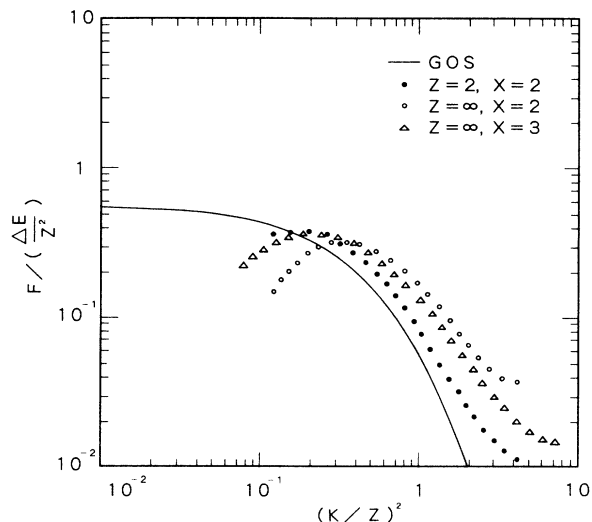 10
GOS
Z=2, X=2
Z=∞, X=2
Z=∞, X=3
1
F/(ΔE/Z²)
10⁻¹
10⁻²
10⁻² 10⁻¹ 1 10
(K/Z)²